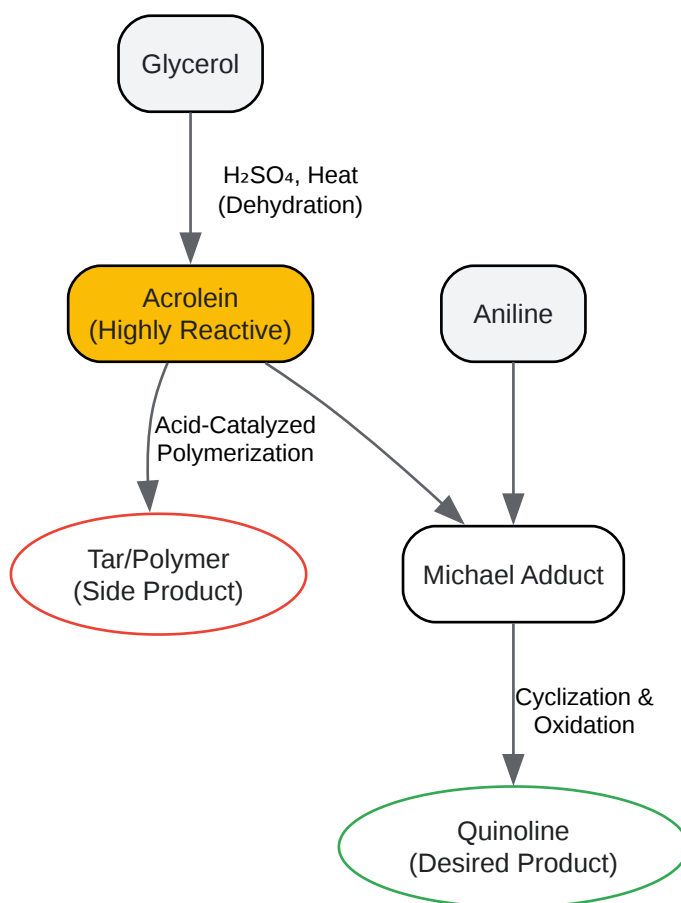 Glycerol
H₂SO₄, Heat
(Dehydration)
Acrolein
(Highly Reactive)
Aniline
Acid-Catalyzed
Polymerization
Tar/Polymer
(Side Product)
Michael Adduct
Cyclization &
Oxidation
Quinoline
(Desired Product)